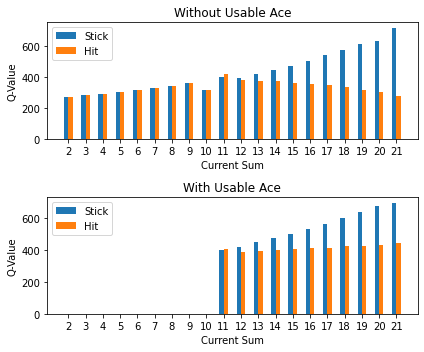 Without Usable Ace
Stick
Hit
600
400
200
0
Q-Value
2 3 4 5 6 7 8 9 10 11 12 13 14 15 16 17 18 19 20 21
Current Sum
With Usable Ace
Stick
Hit
600
400
200
0
Q-Value
2 3 4 5 6 7 8 9 10 11 12 13 14 15 16 17 18 19 20 21
Current Sum